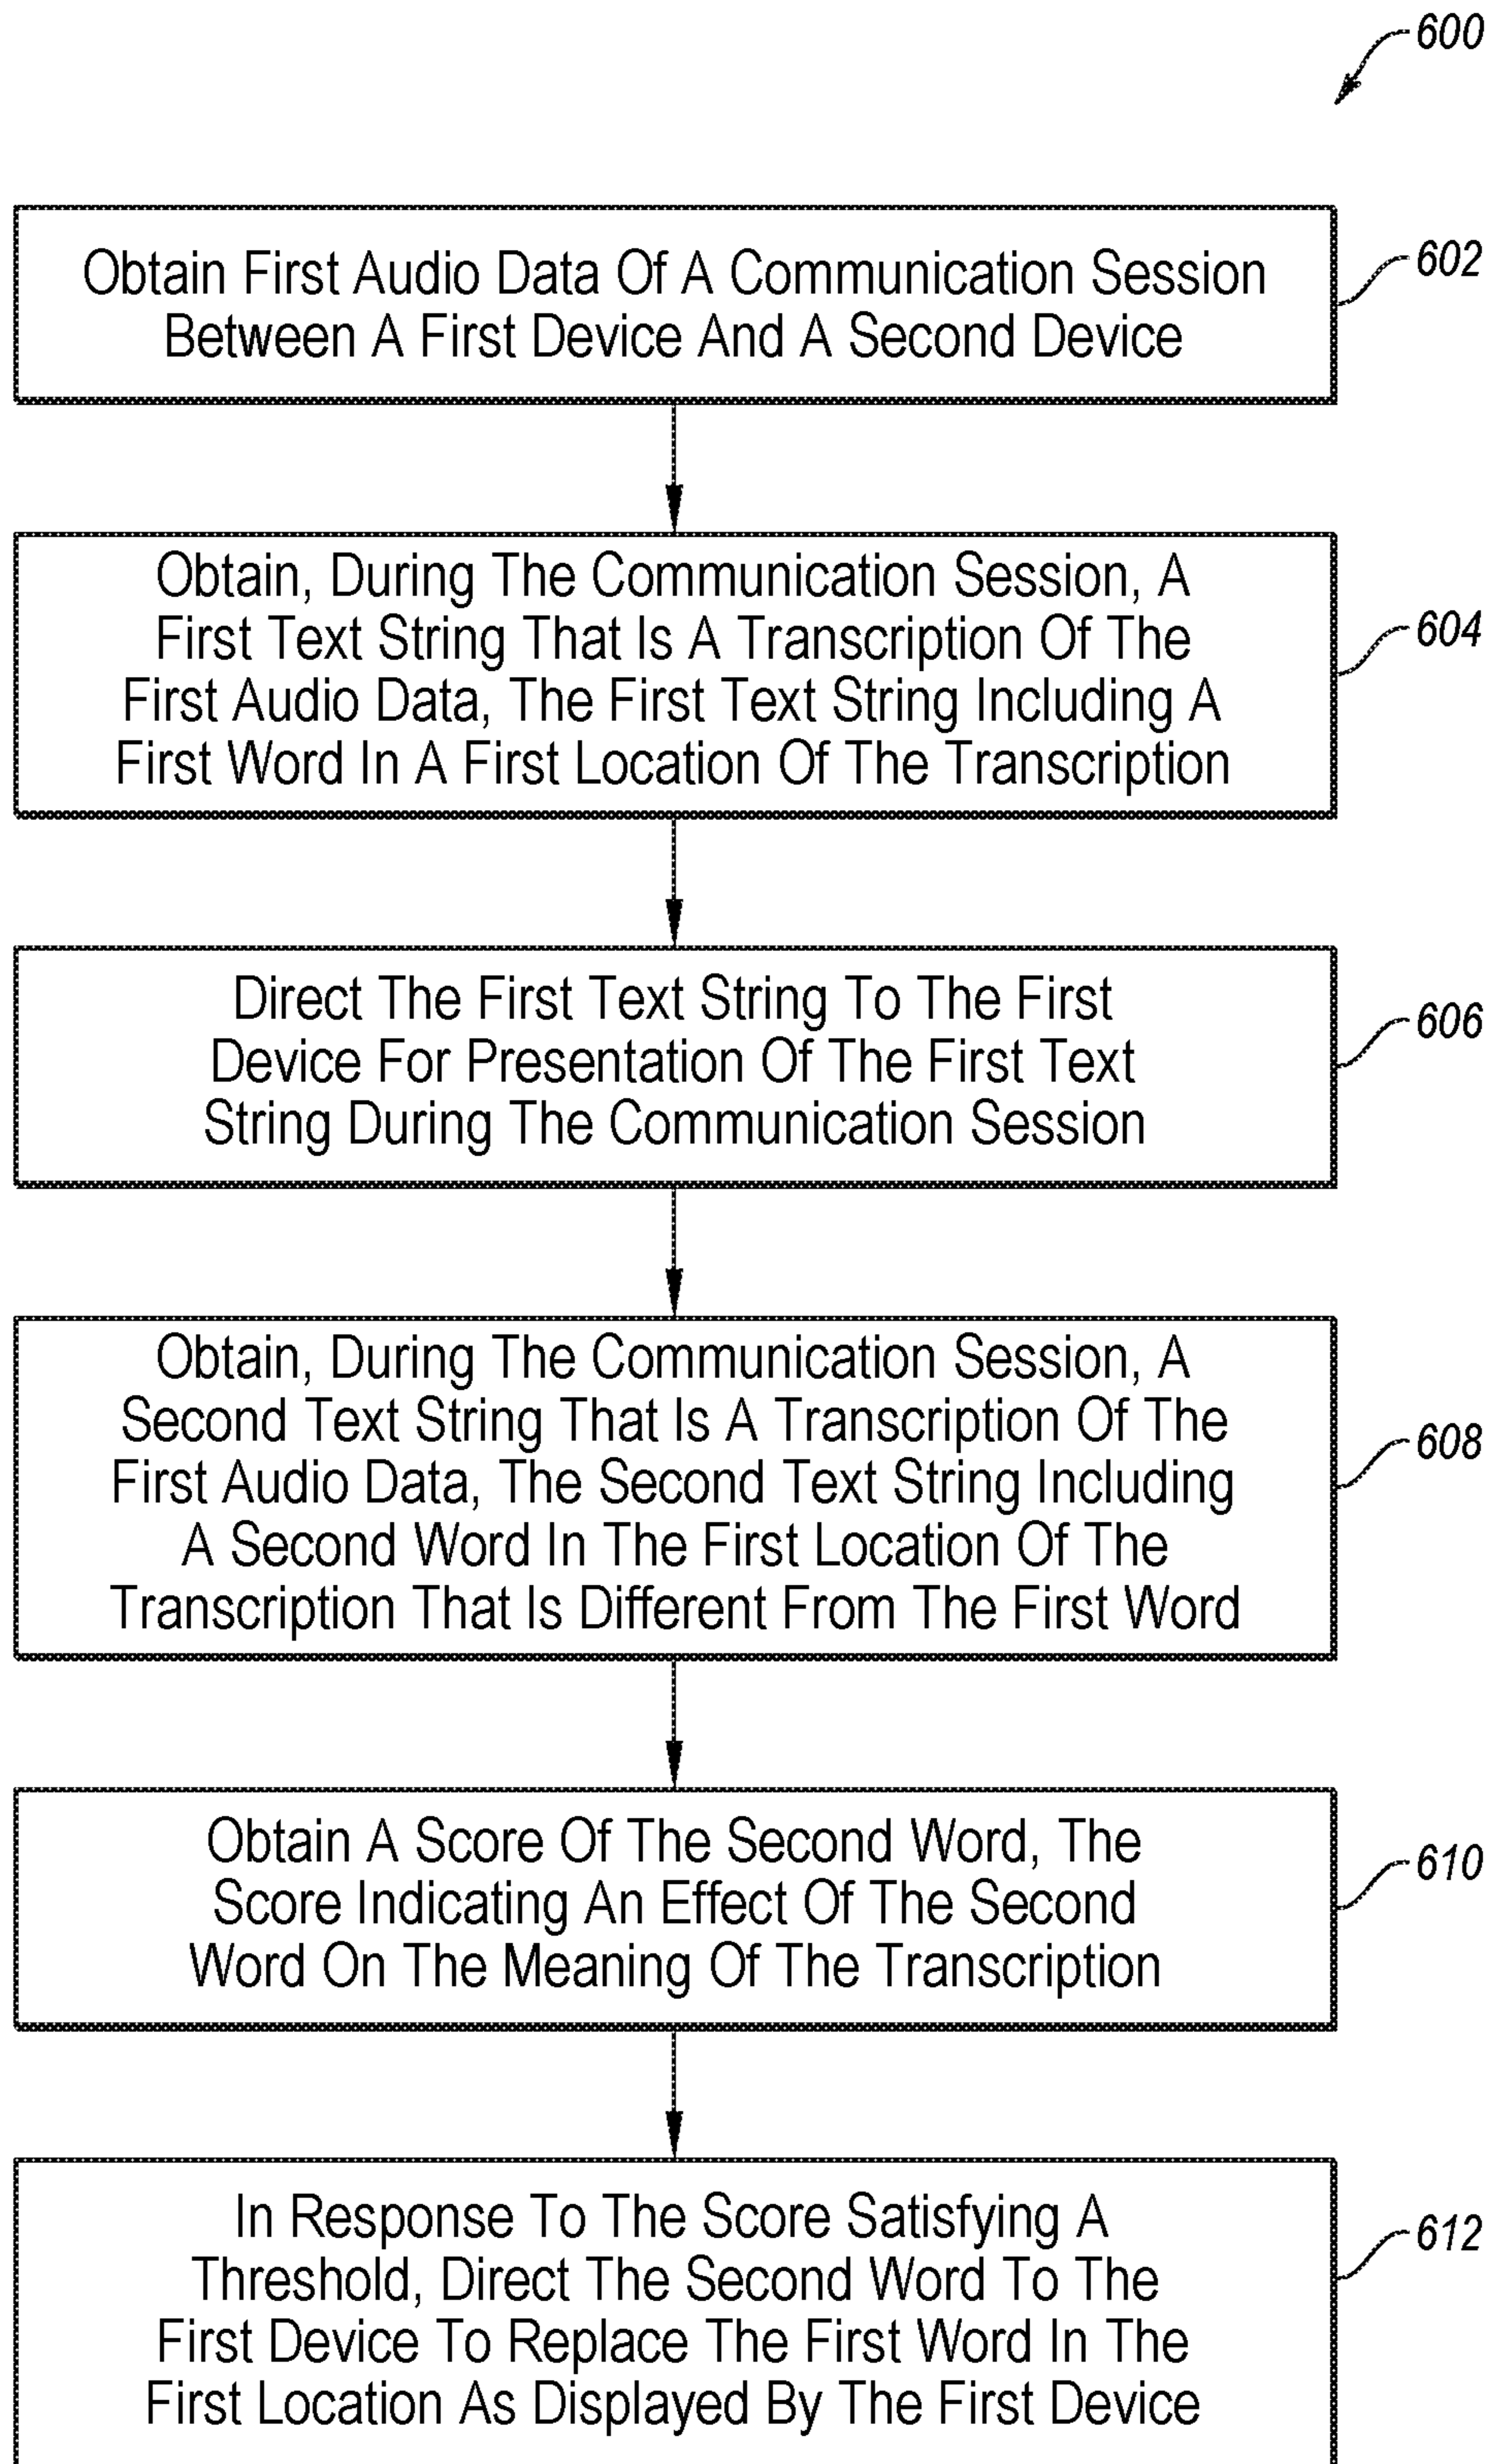 600
Obtain First Audio Data Of A Communication Session
Between A First Device And A Second Device
602
Obtain, During The Communication Session, A
First Text String That Is A Transcription Of The
First Audio Data, The First Text String Including A
First Word In A First Location Of The Transcription
604
Direct The First Text String To The First
Device For Presentation Of The First Text
String During The Communication Session
606
Obtain, During The Communication Session, A
Second Text String That Is A Transcription Of The
First Audio Data, The Second Text String Including
A Second Word In The First Location Of The
Transcription That Is Different From The First Word
608
Obtain A Score Of The Second Word, The
Score Indicating An Effect Of The Second
Word On The Meaning Of The Transcription
610
In Response To The Score Satisfying A
Threshold, Direct The Second Word To The
First Device To Replace The First Word In The
First Location As Displayed By The First Device
612